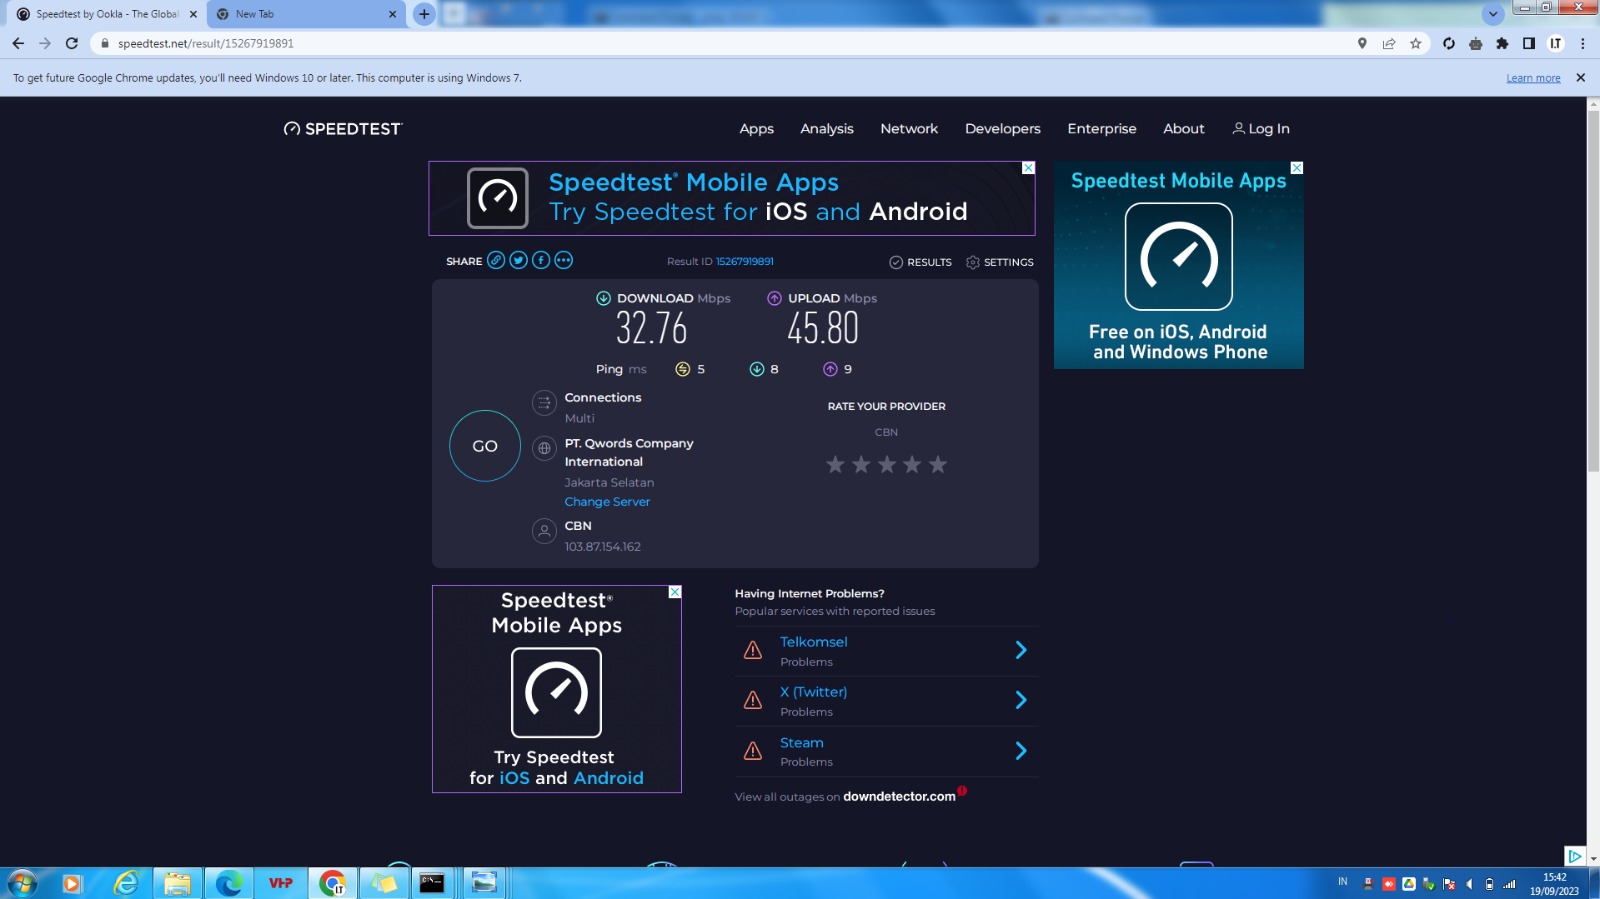 Speedtest by Ookla - The Global
New Tab
speedtest.net/result/15267919891
I.T
To get future Google Chrome updates, you'll need Windows 10 or later. This computer is using Windows 7.
Learn more
SPEEDTEST
Apps
Analysis
Network
Developers
Enterprise
About
Log In
Speedtest® Mobile Apps
Try Speedtest for iOS and Android
Speedtest Mobile Apps
Free on iOS, Android
and Windows Phone
SHARE
Result ID 15267919891
RESULTS
SETTINGS
DOWNLOAD Mbps
32.76
UPLOAD Mbps
45.80
Ping ms
5
8
9
GO
Connections
Multi
PT. Qwords Company
International
Jakarta Selatan
Change Server
CBN
103.87.154.162
RATE YOUR PROVIDER
CBN
Speedtest®
Mobile Apps
Try Speedtest
for iOS and Android
Having Internet Problems?
Popular services with reported issues
Telkomsel
Problems
X (Twitter)
Problems
Steam
Problems
View all outages on downdetector.com
VHP
I.T
IN
15:42
19/09/2023